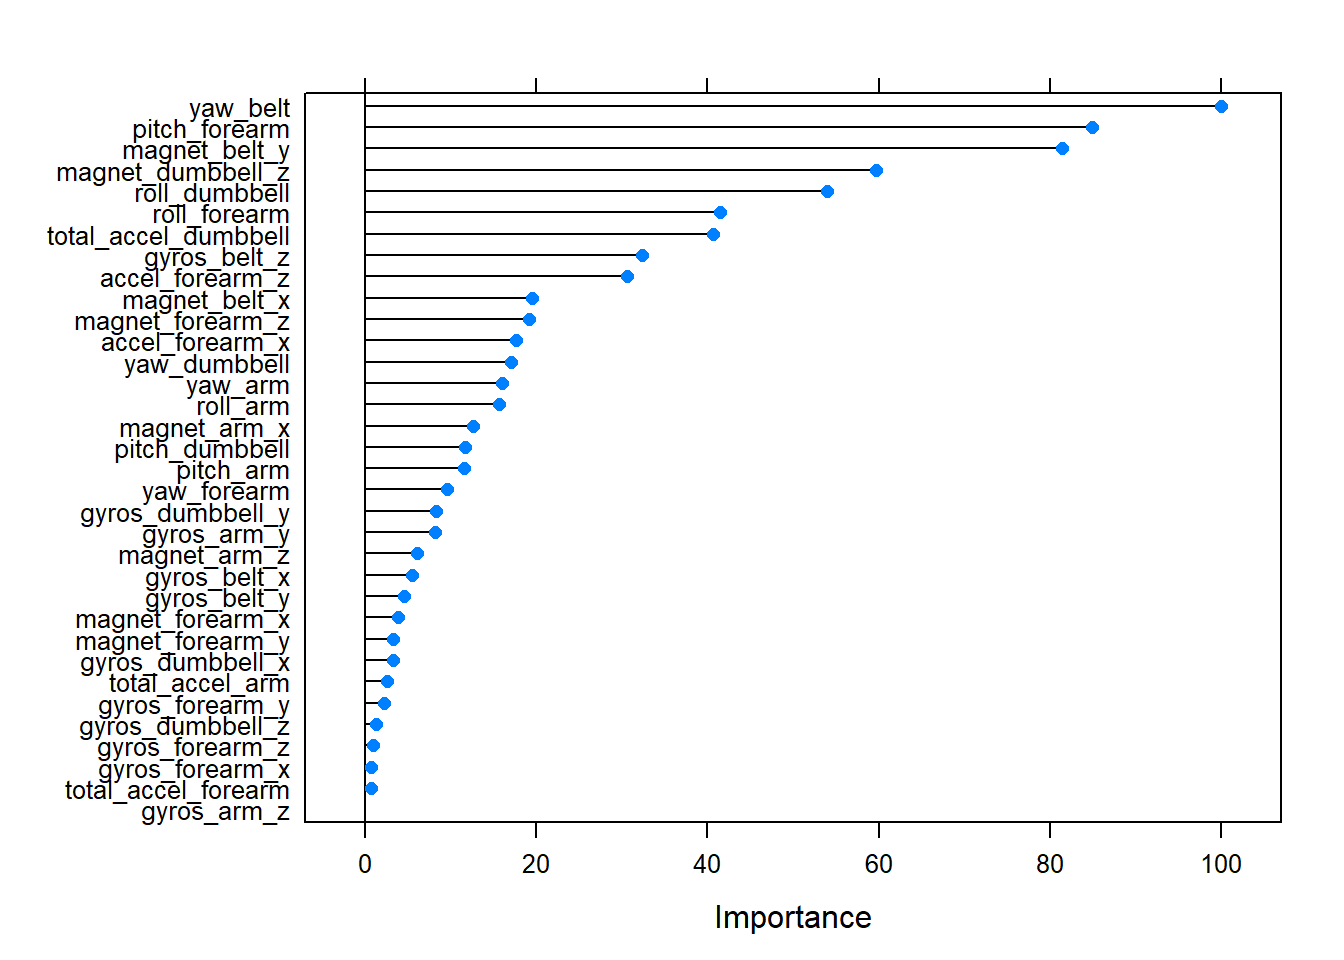 yaw_belt
pitch_forearm
magnet_belt_y
magnet_dumbbell_z
roll_dumbbell
roll_forearm
total_accel_dumbbell
gyros_belt_z
accel_forearm_z
magnet_belt_x
magnet_forearm_z
accel_forearm_x
yaw_dumbbell
yaw_arm
roll_arm
magnet_arm_x
pitch_dumbbell
pitch_arm
yaw_forearm
gyros_dumbbell_y
gyros_arm_y
magnet_arm_z
gyros_belt_x
gyros_belt_y
magnet_forearm_x
magnet_forearm_y
gyros_dumbbell_x
total_accel_arm
gyros_forearm_y
gyros_dumbbell_z
gyros_forearm_z
gyros_forearm_x
total_accel_forearm
gyros_arm_z
0 20 40 60 80 100
Importance